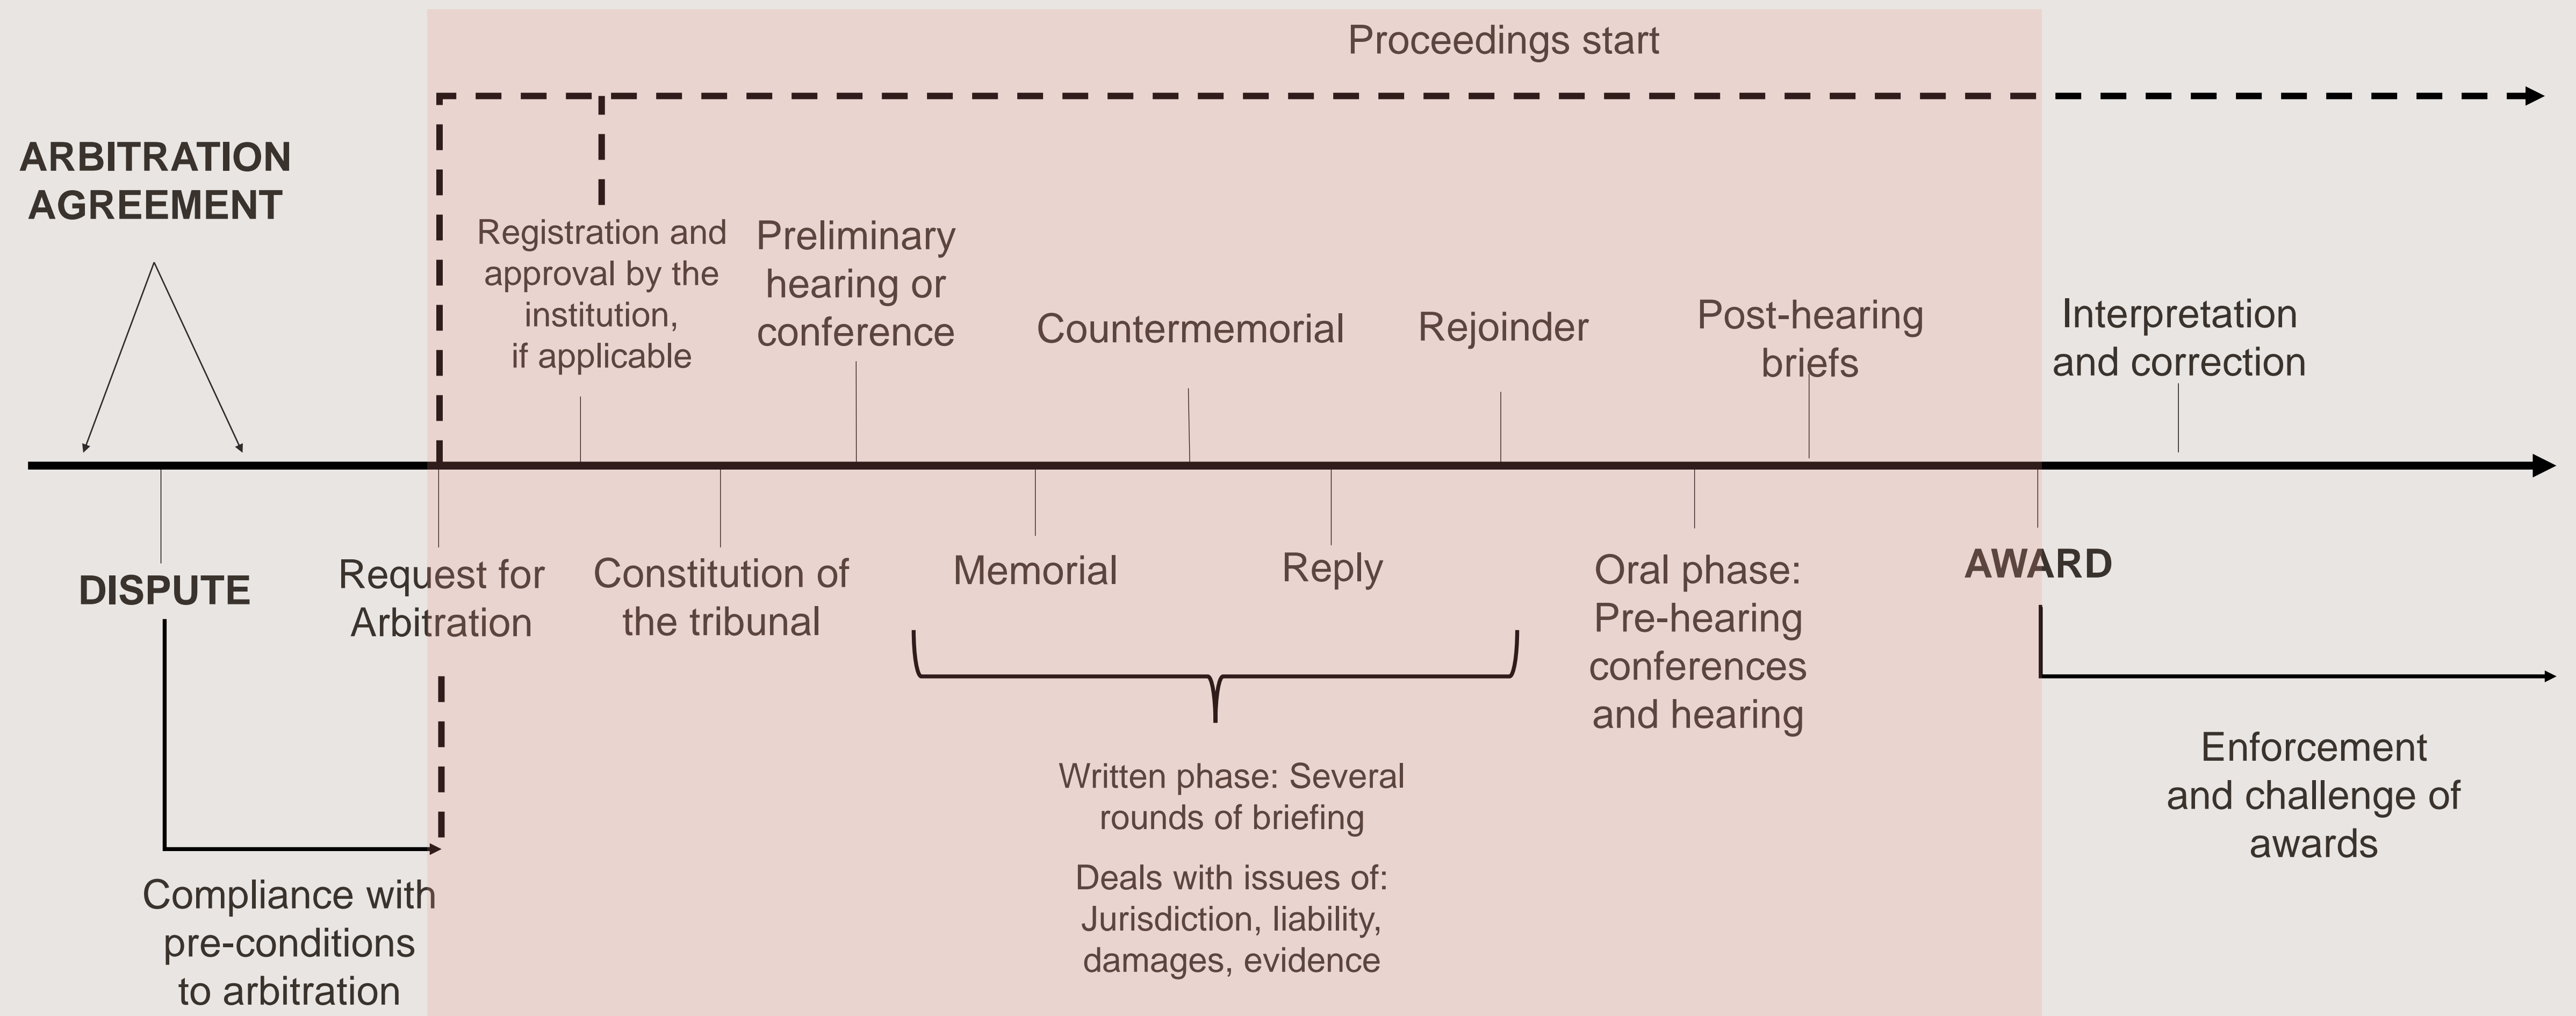 Proceedings start
ARBITRATION
AGREEMENT
Registration and
approval by the
institution,
if applicable
Preliminary
hearing or
conference
Countermemorial
Rejoinder
Post-hearing
briefs
Interpretation
and correction
DISPUTE
Request for
Arbitration
Constitution of
the tribunal
Memorial
Reply
Oral phase:
Pre-hearing
conferences
and hearing
AWARD
Written phase: Several
rounds of briefing
Deals with issues of:
Jurisdiction, liability,
damages, evidence
Enforcement
and challenge of
awards
Compliance with
pre-conditions
to arbitration